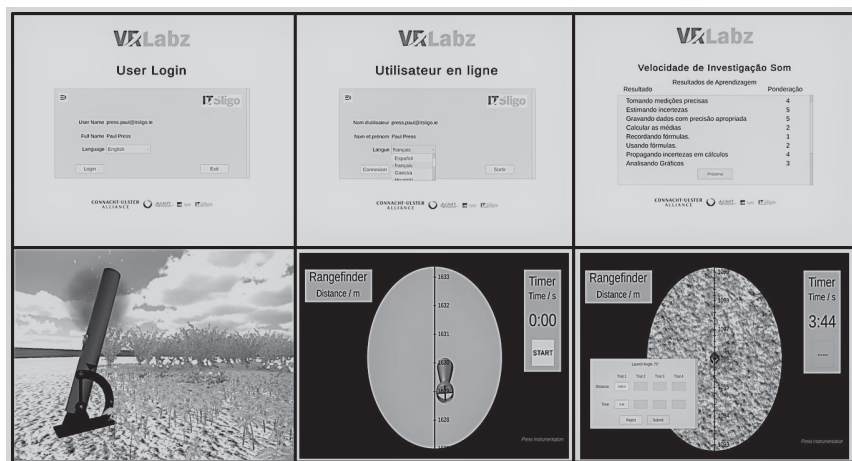 VRLabz
User Login
IT Sligo
User Name press.paul@itsligo.ie
Full Name Paul Press
Language English
Login Exit
CONNACHT-ULSTER
ALLIANCE
VRLabz
Utilisateur en ligne
IT Sligo
Nom d'utilisateur press.paul@itsligo.ie
Nom et prénom Paul Press
Langue français
Español
français
Gaeilge
Connexion Sortir
CONNACHT-ULSTER
ALLIANCE
VRLabz
Velocidade de Investigação Som
Resultados de Aprendizagem
Resultado Ponderação
Tomando medições precisas 4
Estimando incertezas 5
Gravando dados com precisão apropriada 5
Calcular as médias 2
Recordando fórmulas. 1
Usando fórmulas. 2
Propagando incertezas em cálculos 4
Analisando Gráficos 3
Próximo
CONNACHT-ULSTER
ALLIANCE
Rangefinder
Distance / m
1633
1632
1631
1630
1629
1628
Timer
Time / s
0:00
START
Press Instrumentation
Rangefinder
Distance / m
Timer
Time / s
3:44
Launch Angle: 75°
Trial 1 Trial 2 Trial 3 Trial 4
Distance
Time
Reject Submit
Press Instrumentation